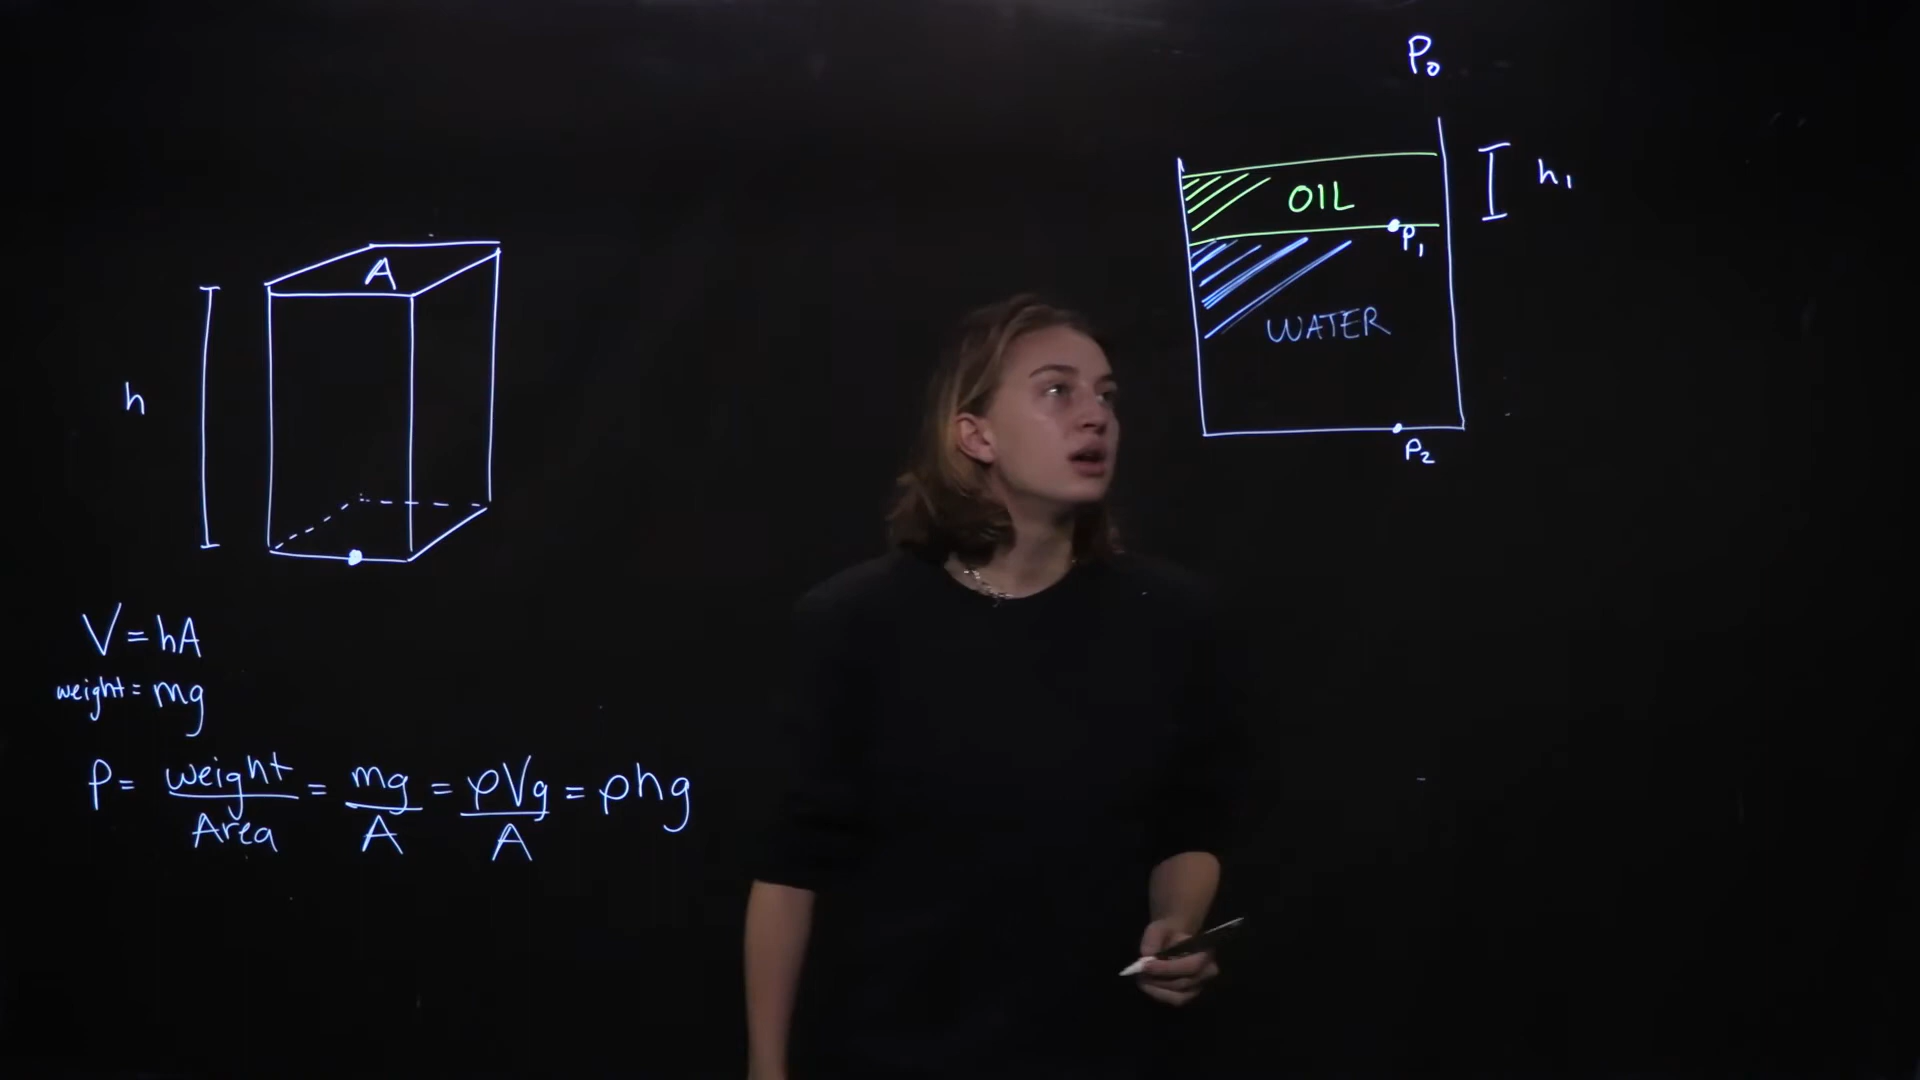 A
h
V = hA
weight = mg
P = weight/Area = mg/A = ρVg/A = ρhg
P₀
OIL
h₁
P₁
WATER
P₂